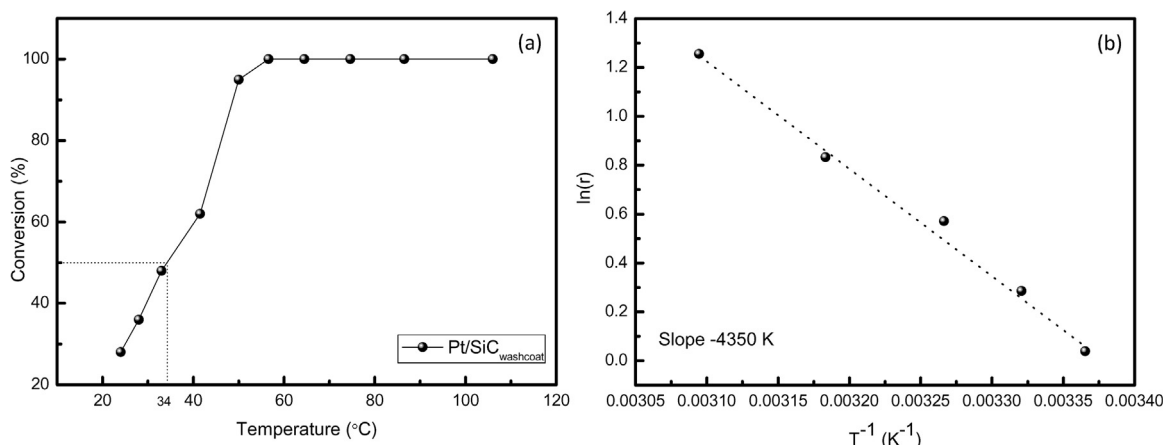 (a)
100
80
60
40
20
Conversion (%)
20
34
40
60
80
100
120
Temperature (°C)
Pt/SiC washcoat
(b)
1.4
1.2
1.0
0.8
0.6
0.4
0.2
0.0
ln(r)
Slope -4350 K
0.00305 0.00310 0.00315 0.00320 0.00325 0.00330 0.00335 0.00340
T⁻¹ (K⁻¹)